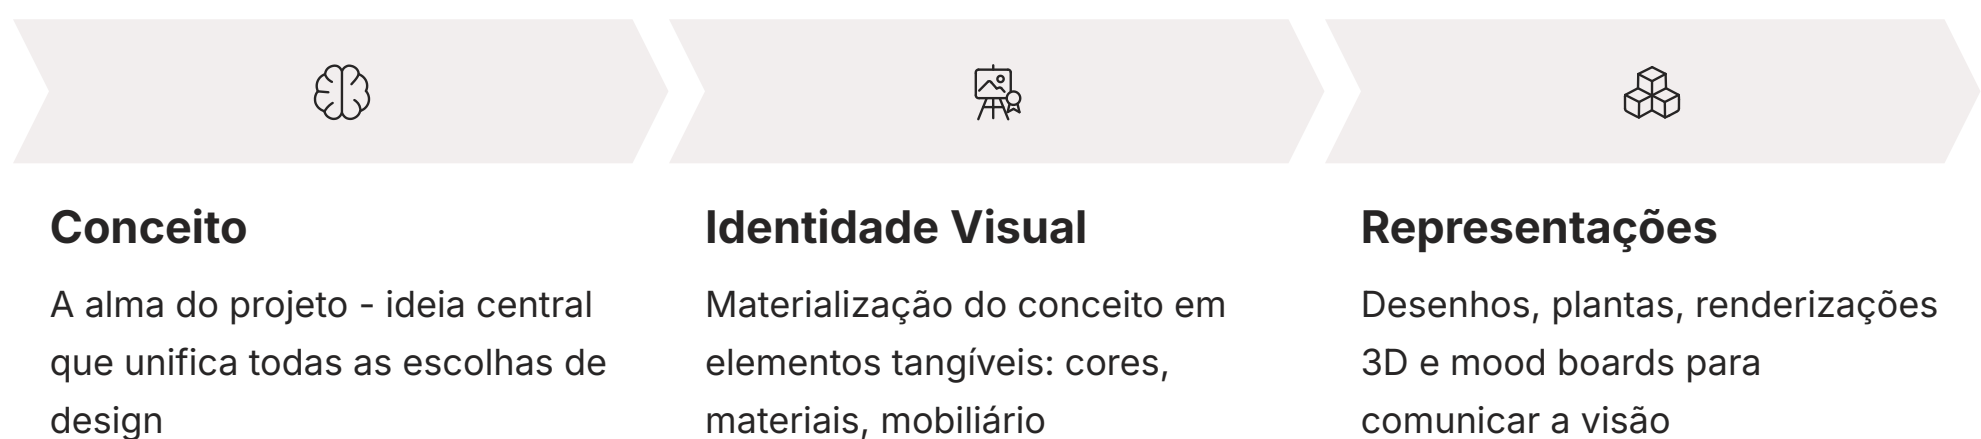 Conceito
A alma do projeto - ideia central
que unifica todas as escolhas de
design
Identidade Visual
Materialização do conceito em
elementos tangíveis: cores,
materiais, mobiliário
Representações
Desenhos, plantas, renderizações
3D e mood boards para
comunicar a visão